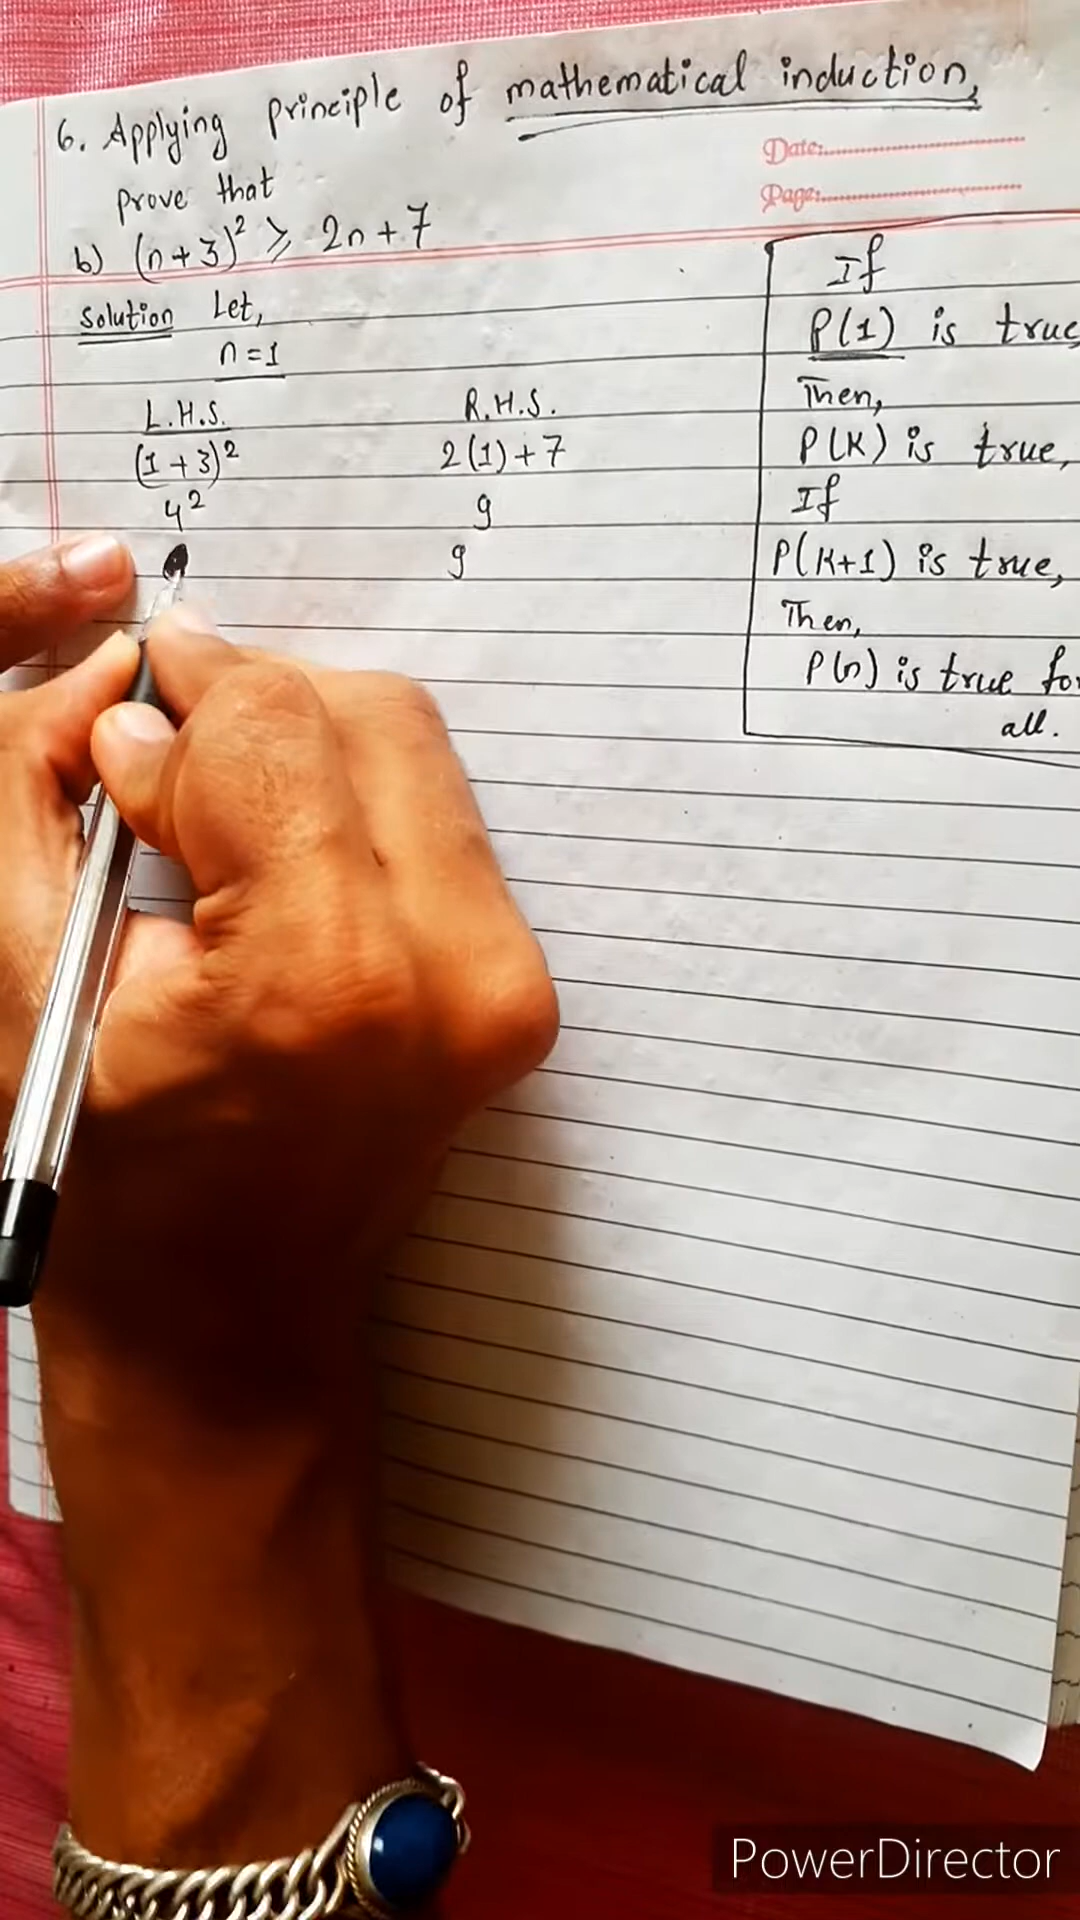 6. Applying principle of mathematical induction,
Date:
prove that
Page:
b) (n+3)² ≥ 2n+7
Solution Let,
n=1
L.H.S. R.H.S.
(1+3)² 2(1)+7
4² 9
9
If
P(1) is true,
Then,
P(K) is true,
If
P(K+1) is true,
Then,
P(n) is true for
all.
PowerDirector